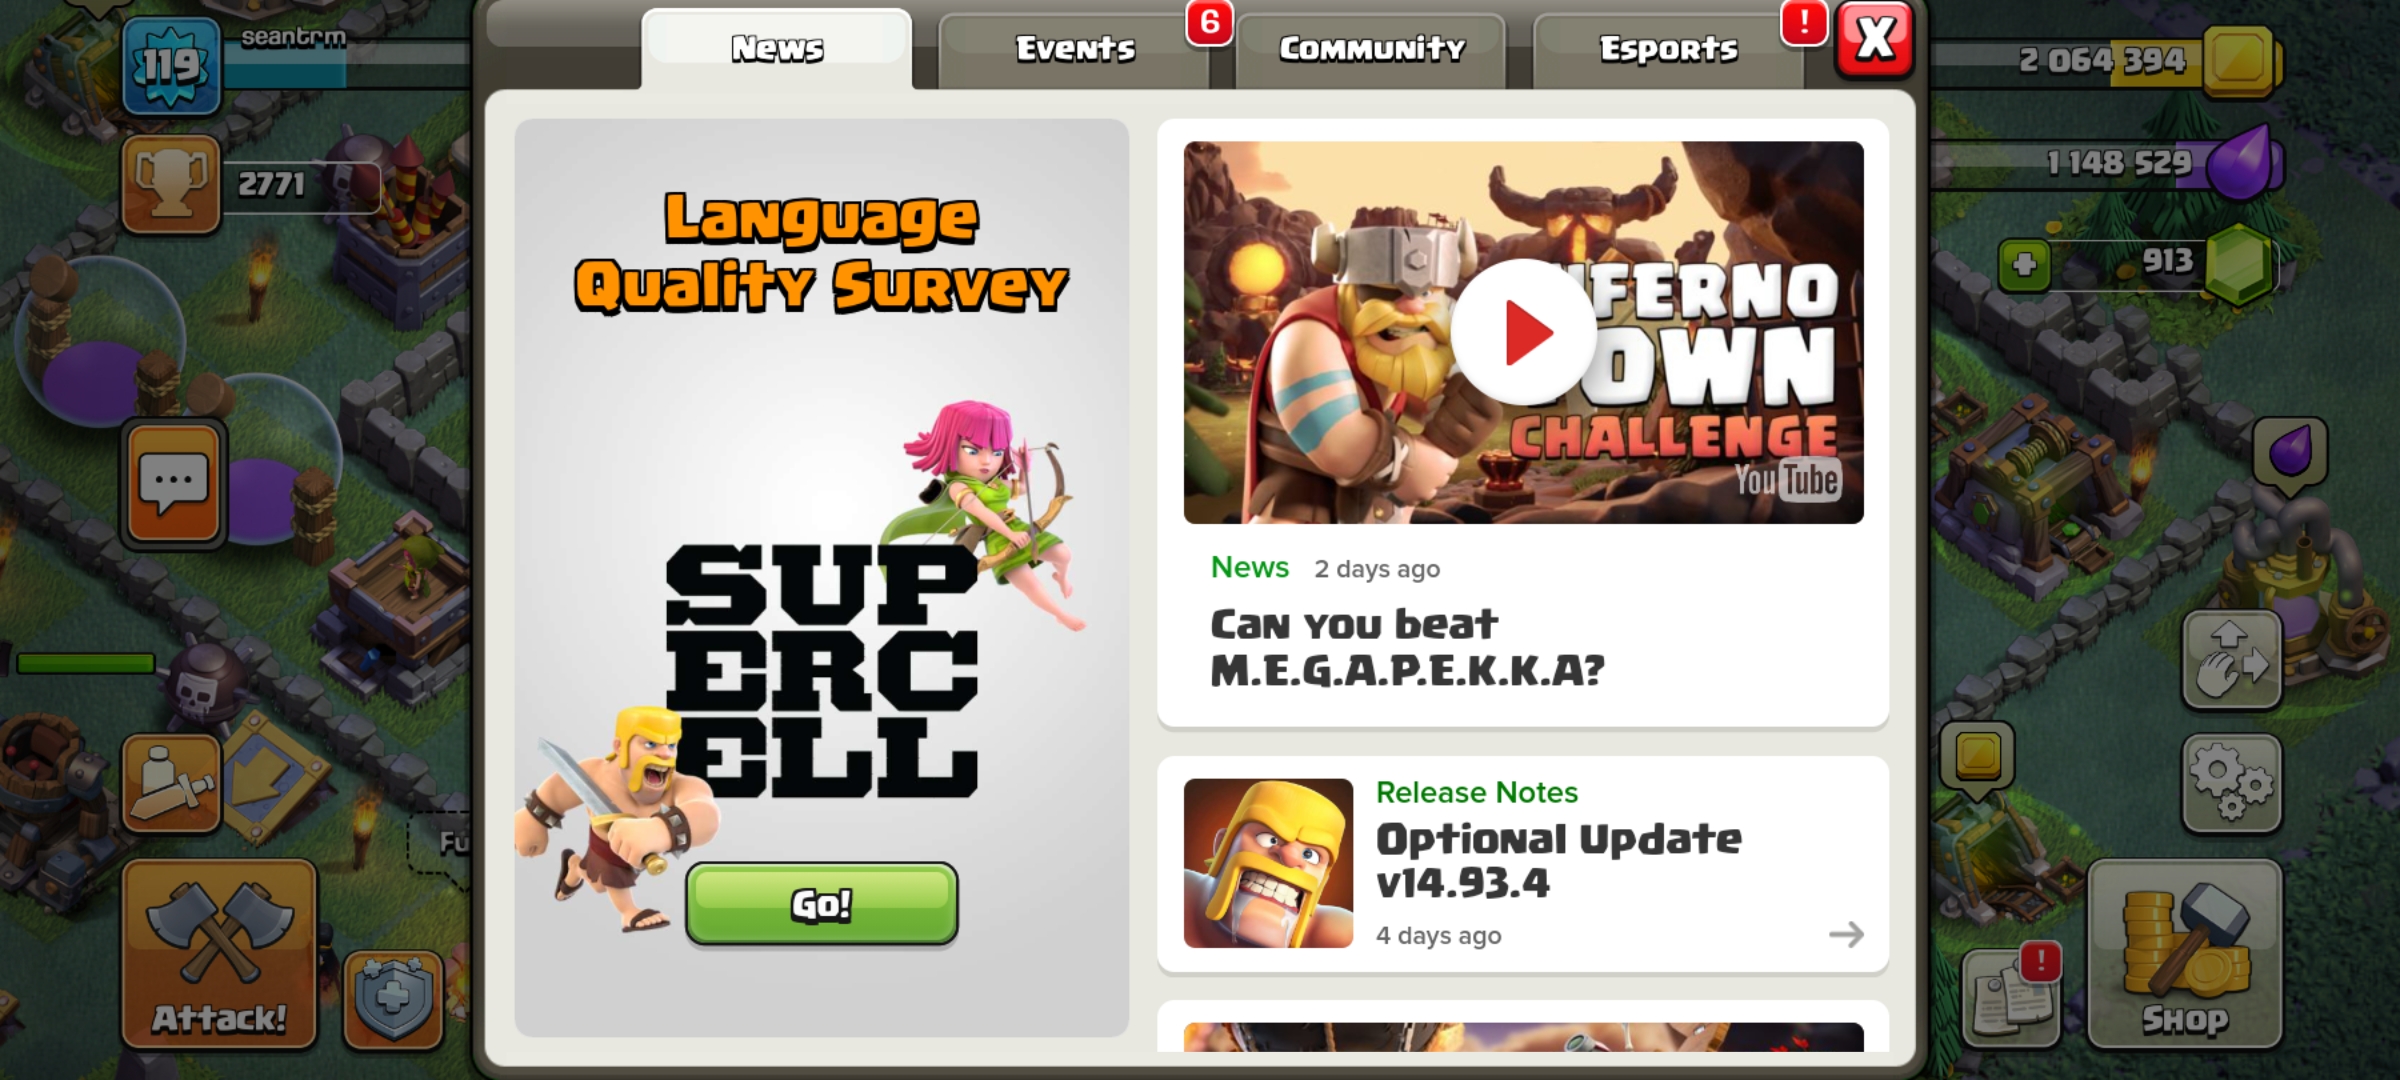 119
seantrm
2771
News
Events
6
Community
Esports
!
X
2 064 394
1 148 529
913
Language
Quality Survey
SUP
ERC
ELL
Go!
FERNO
OWN
CHALLENGE
YouTube
News 2 days ago
Can you beat
M.E.G.A.P.E.K.K.A?
Release Notes
Optional Update
v14.93.4
4 days ago
Fu
Attack!
!
Shop